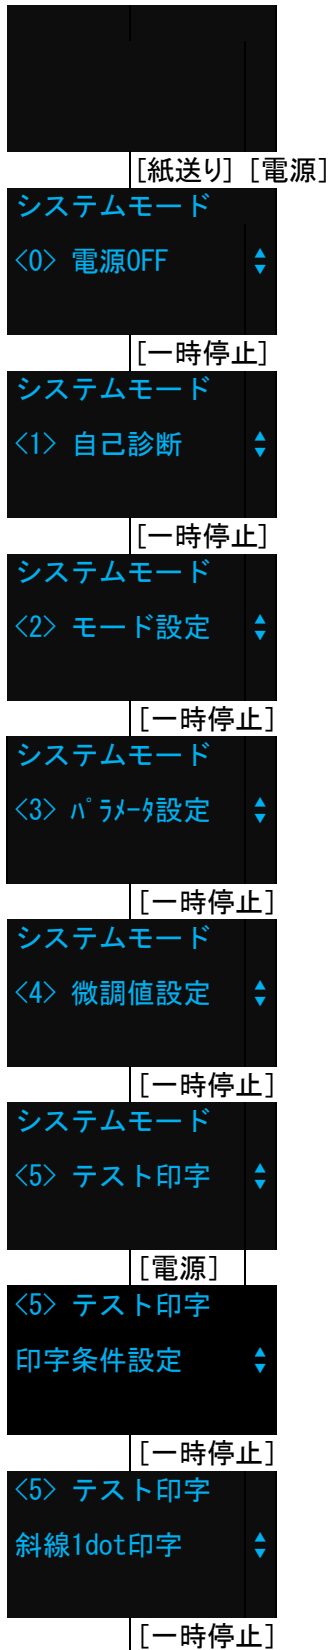 [紙送り] [電源]
システムモード
<0> 電源OFF
[一時停止]
システムモード
<1> 自己診断
[一時停止]
システムモード
<2> モード設定
[一時停止]
システムモード
<3> パラメータ設定
[一時停止]
システムモード
<4> 微調値設定
[一時停止]
システムモード
<5> テスト印字
[電源]
<5> テスト印字
印字条件設定
[一時停止]
<5> テスト印字
斜線1dot印字
[一時停止]